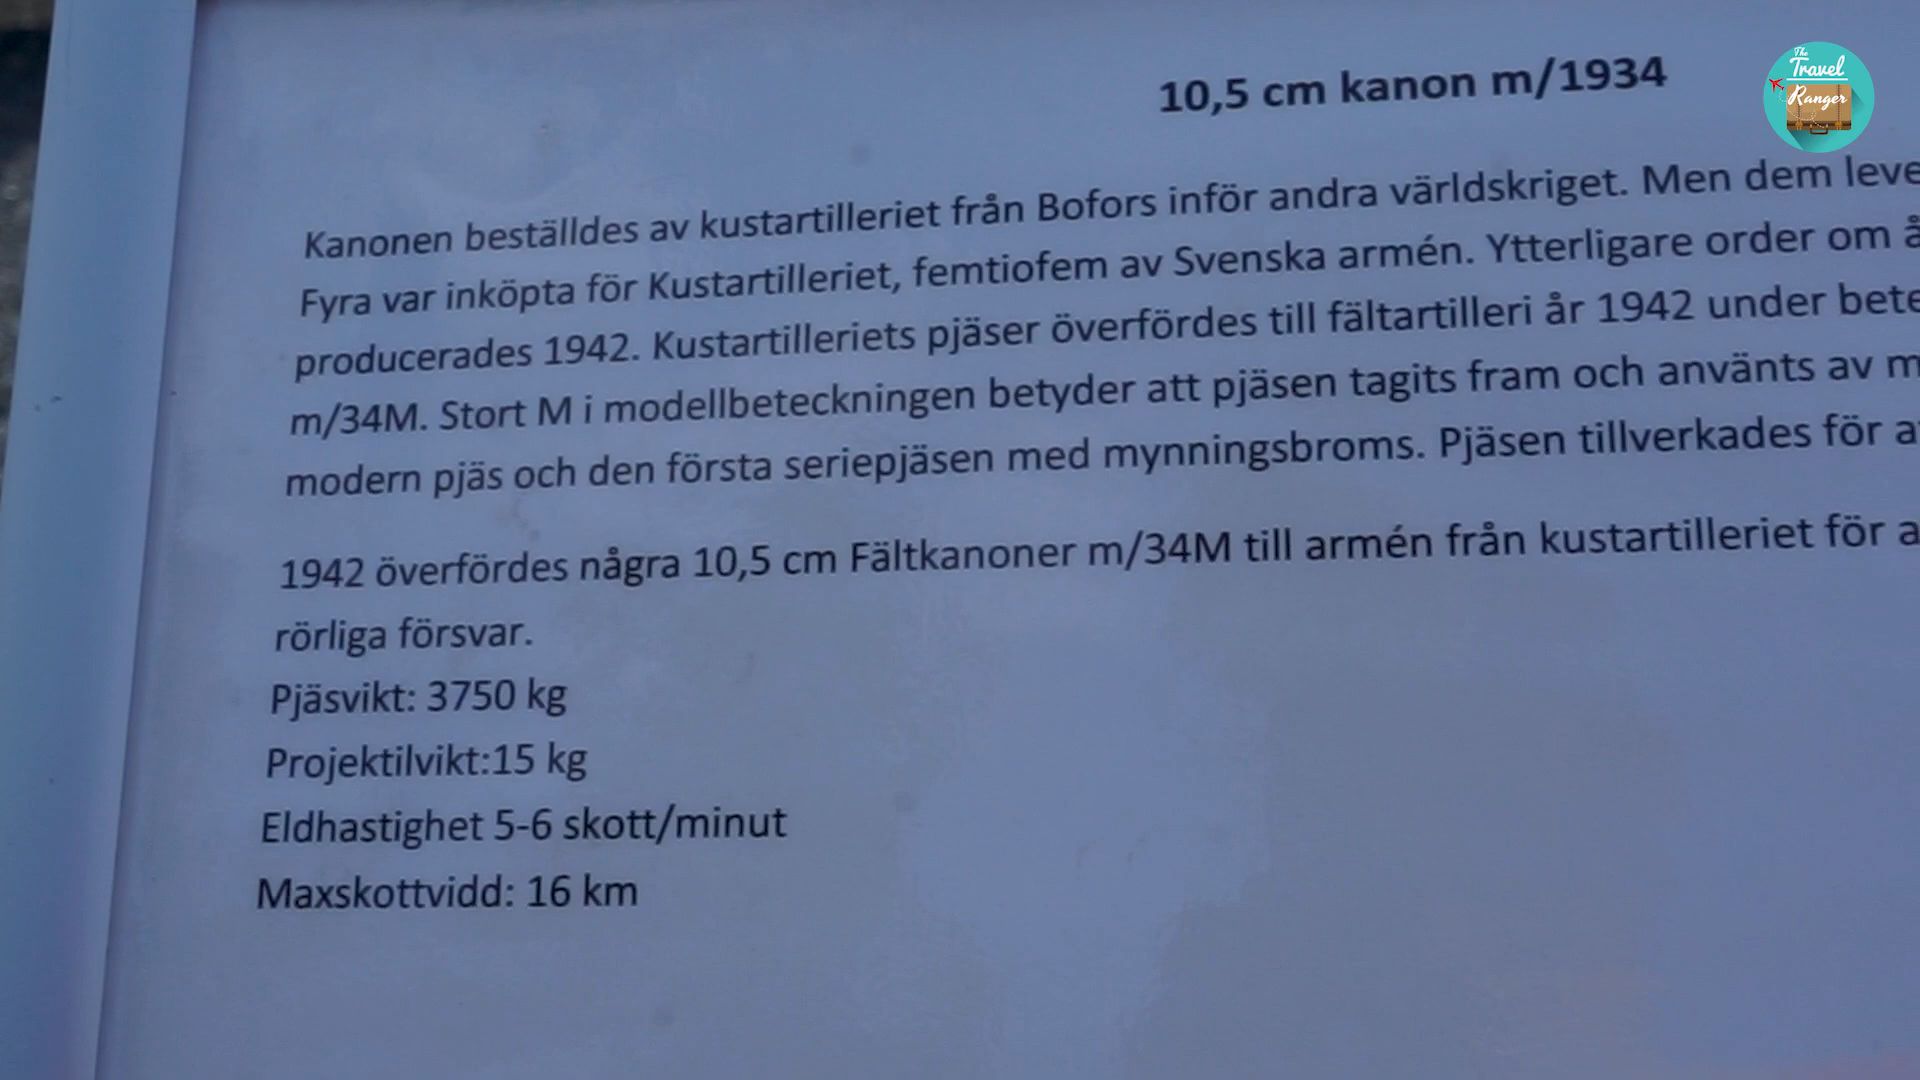 The
Travel
Ranger
10,5 cm kanon m/1934
Kanonen beställdes av kustartilleriet från Bofors inför andra världskriget. Men dem
Fyra var inköpta för Kustartilleriet, femtiofem av Svenska armén. Ytterligare order om
producerades 1942. Kustartilleriets pjäser överfördes till fältartilleri år 1942 under
m/34M. Stort M i modellbeteckningen betyder att pjäsen tagits fram och använts av
modern pjäs och den första seriepjäsen med mynningsbroms. Pjäsen tillverkades för
1942 överfördes några 10,5 cm Fältkanoner m/34M till armén från kustartilleriet för
rörliga försvar.
Pjäsvikt: 3750 kg
Projektilvikt:15 kg
Eldhastighet 5-6 skott/minut
Maxskottvidd: 16 km